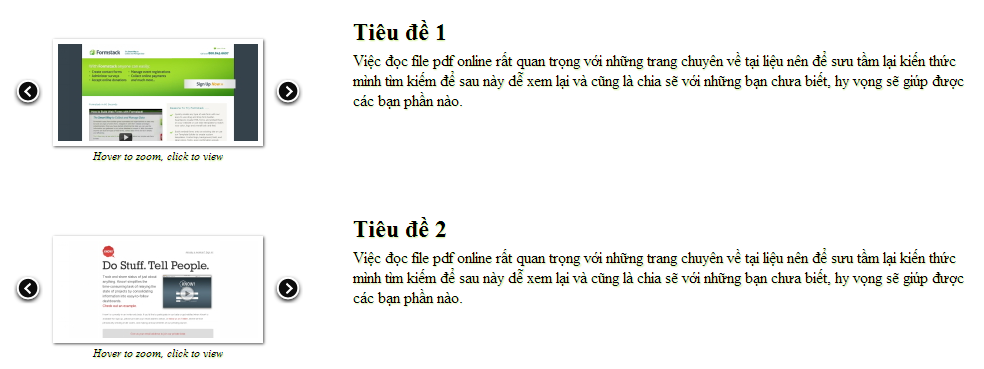 Tiêu đề 1
Việc đọc file pdf online rất quan trọng với những trang chuyên về tại liệu nên để sưu tầm lại kiến thức
mình tìm kiếm để sau này dễ xem lại và cũng là chia sẽ với những bạn chưa biết, hy vọng sẽ giúp được
các bạn phần nào.
Formstack
Sign Up
Hover to zoom, click to view
Tiêu đề 2
Việc đọc file pdf online rất quan trọng với những trang chuyên về tại liệu nên để sưu tầm lại kiến thức
mình tìm kiếm để sau này dễ xem lại và cũng là chia sẽ với những bạn chưa biết, hy vọng sẽ giúp được
các bạn phần nào.
Do Stuff. Tell People.
Hover to zoom, click to view